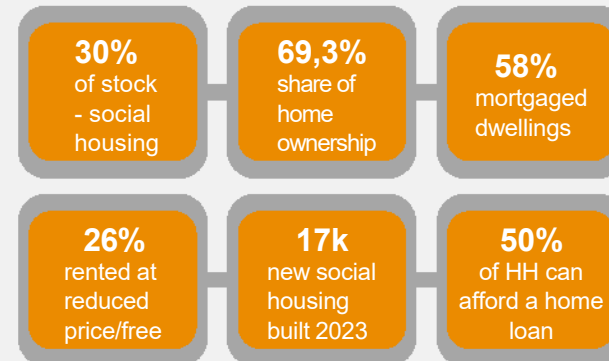 30%
of stock
- social
housing
69,3%
share of
home
ownership
58%
mortgaged
dwellings
26%
rented at
reduced
price/free
17k
new social
housing
built 2023
50%
of HH can
afford a home
loan